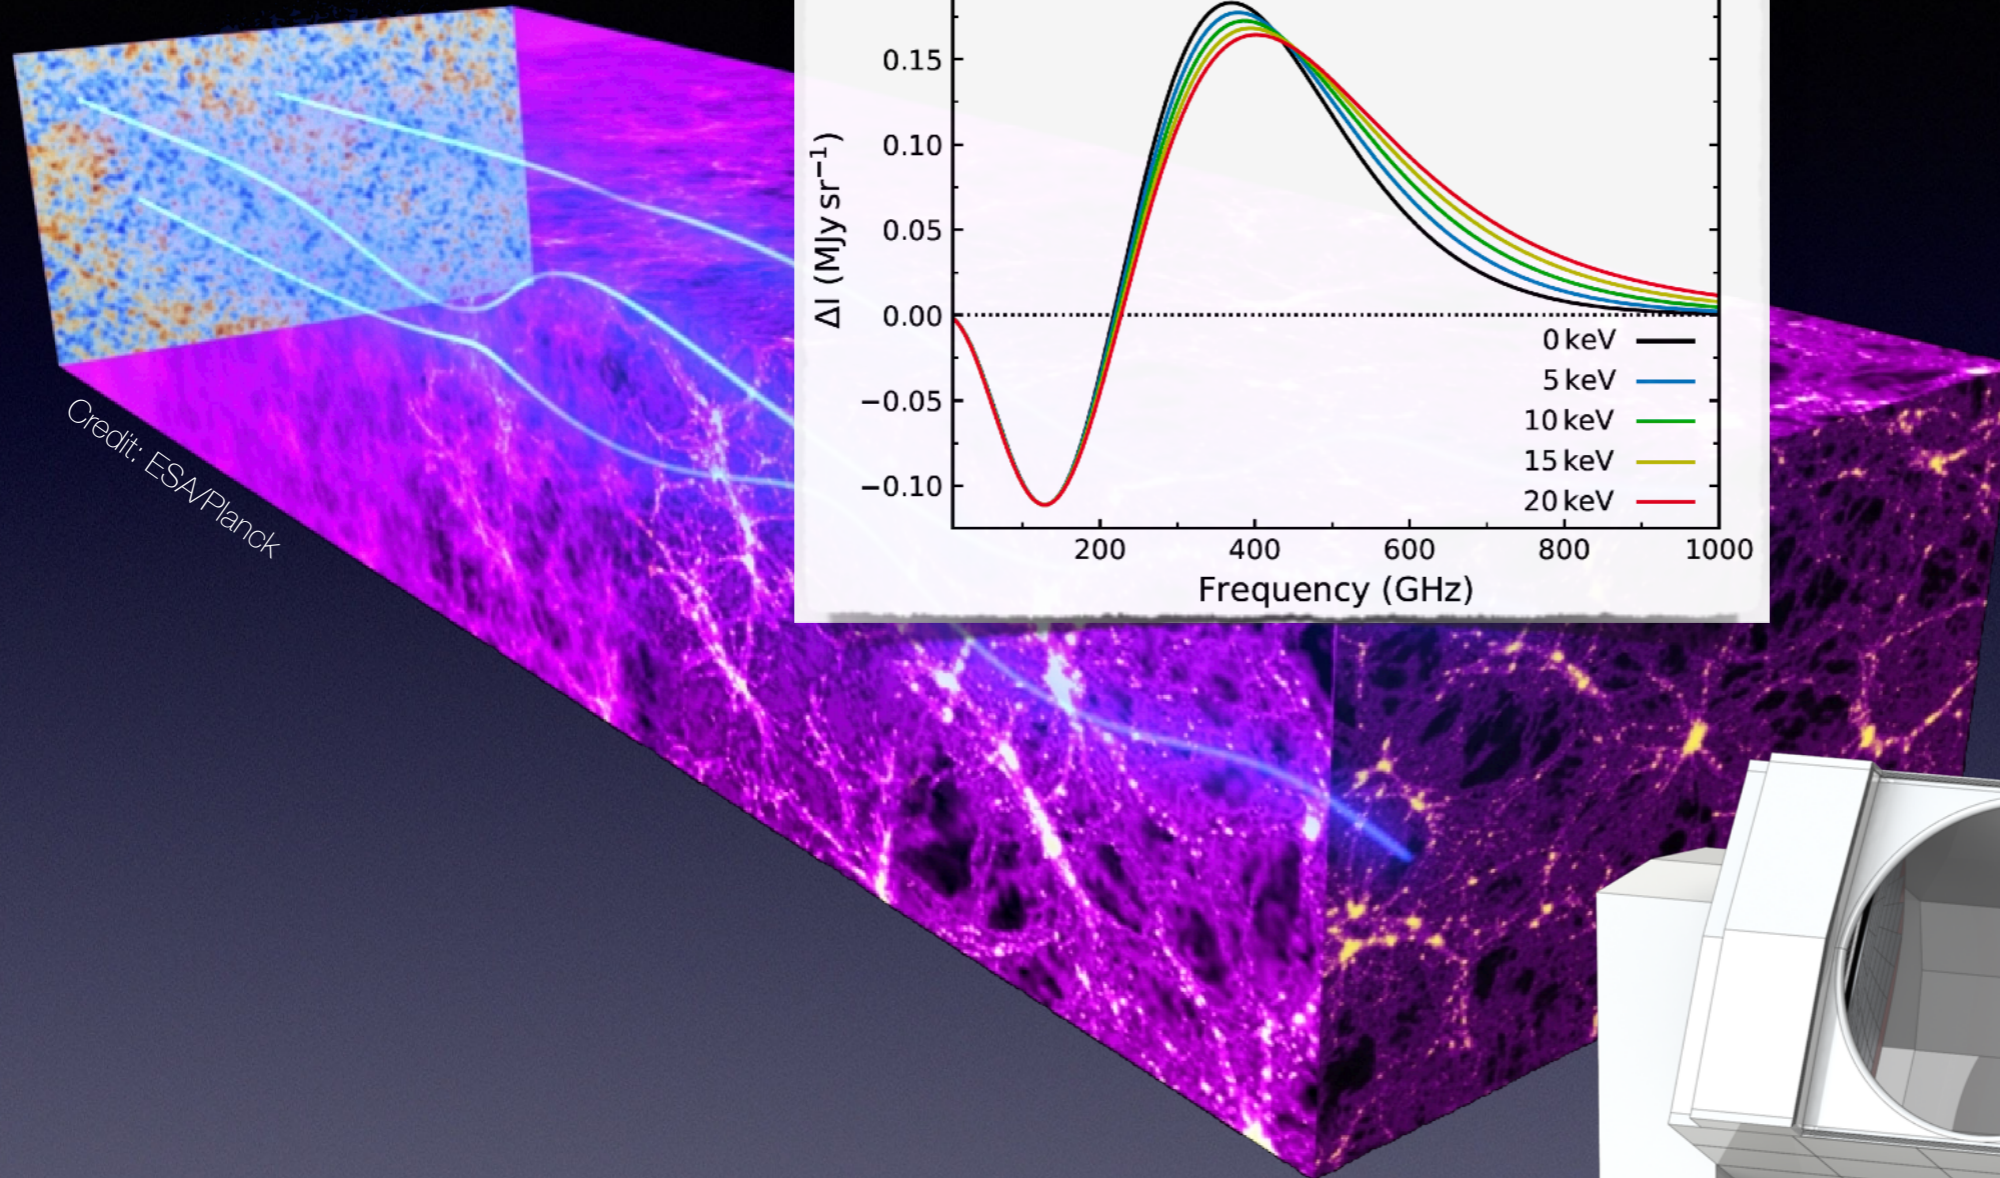 0.15
0.10
0.05
0.00
−0.05
−0.10
ΔI (MJy sr⁻¹)
0 keV
5 keV
10 keV
15 keV
20 keV
200 400 600 800 1000
Frequency (GHz)
Credit: ESA/Planck